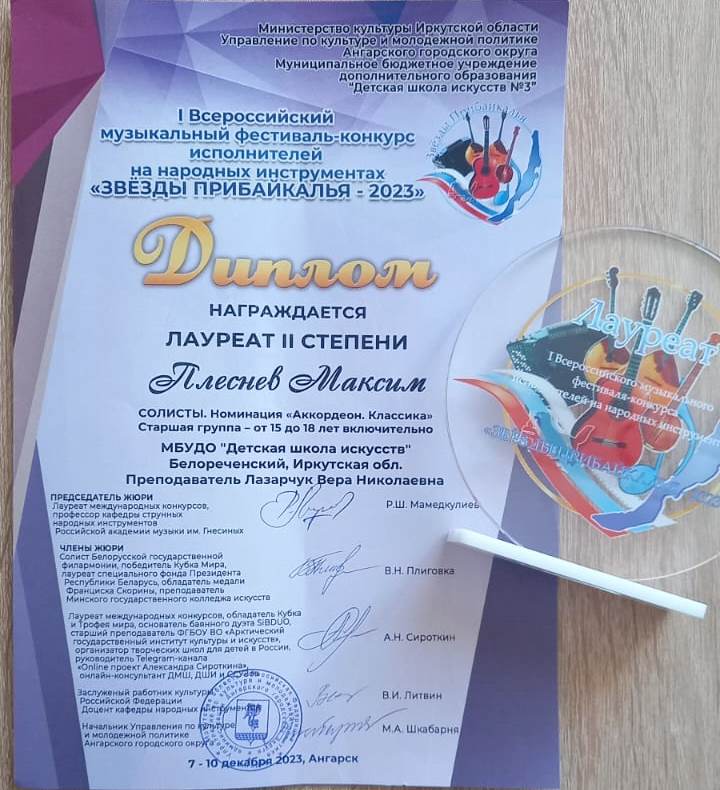 Министерство культуры Иркутской области
Управление по культуре и молодежной политике
Ангарского городского округа
Муниципальное бюджетное учреждение
дополнительного образования
"Детская школа искусств №3"
I Всероссийский
музыкальный фестиваль-конкурс
исполнителей
на народных инструментах
«ЗВЁЗДЫ ПРИБАЙКАЛЬЯ - 2023»
Звёзды Прибайкалья
Диплом
НАГРАЖДАЕТСЯ
ЛАУРЕАТ II СТЕПЕНИ
Плеснев Максим
СОЛИСТЫ. Номинация «Аккордеон. Классика»
Старшая группа – от 15 до 18 лет включительно
МБУДО "Детская школа искусств"
Белореченский, Иркутская обл.
Преподаватель Лазарчук Вера Николаевна
ПРЕДСЕДАТЕЛЬ ЖЮРИ
Лауреат международных конкурсов,
профессор кафедры струнных
народных инструментов
Российской академии музыки им. Гнесиных
Р.Ш. Мамедкулиев
ЧЛЕНЫ ЖЮРИ
Солист Белорусской государственной
филармонии, победитель Кубка Мира,
лауреат специального фонда Президента
Республики Беларусь, обладатель медали
Франциска Скорины, преподаватель
Минского государственного колледжа искусств
В.Н. Плиговка
Лауреат международных конкурсов, обладатель Кубка
и Трофея мира, основатель баянного дуэта SIBDUO,
старший преподаватель ФГБОУ ВО «Арктический
государственный институт культуры и искусств»,
организатор творческих школ для детей в России,
руководитель Telegram-канала
«Online проект Александра Сироткина»,
онлайн-консультант ДМШ, ДШИ и
А.Н. Сироткин
Заслуженый работник культуры
Российской Федерации
Доцент кафедры народных инструментов
В.И. Литвин
Начальник Управления по культуре
и молодежной политике
Ангарского городского округа
М.А. Шкабарня
7 - 10 декабря 2023, Ангарск
Лауреат
I Всероссийского музыкального
фестиваля-конкурса
исполнителей на народных